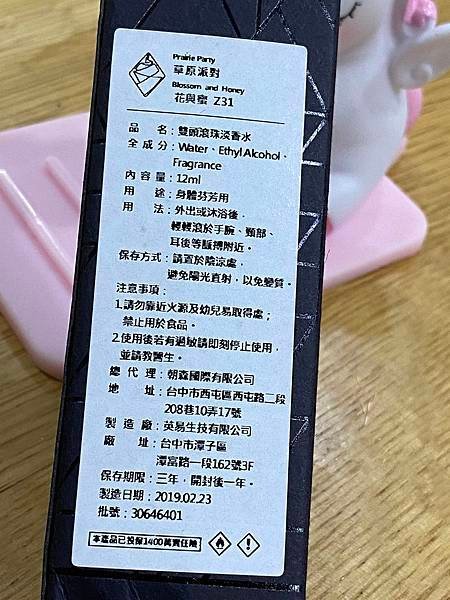 Prairie Party
草原派對
Blossom and Honey
花與蜜 Z31
品名：雙頭滾珠淡香水
全成分：Water、Ethyl Alcohol、
Fragrance
內容量：12ml
用途：身體芬芳用
用法：外出或沐浴後，
輕輕滾於手腕、頸部、
耳後等脈搏附近。
保存方式：請置於陰涼處，
避免陽光直射，以免變質。
注意事項：
1.請勿靠近火源及幼兒易取得處；
禁止用於食品。
2.使用後若有過敏請即刻停止使用，
並請教醫生。
總代理：朝森國際有限公司
地址：台中市西屯區西屯路二段
208巷10弄17號
製造廠：英易生技有限公司
廠址：台中市潭子區
潭富路一段162號3F
保存期限：三年，開封後一年。
製造日期：2019.02.23
批號：30646401
本產品已投保1400萬責任險